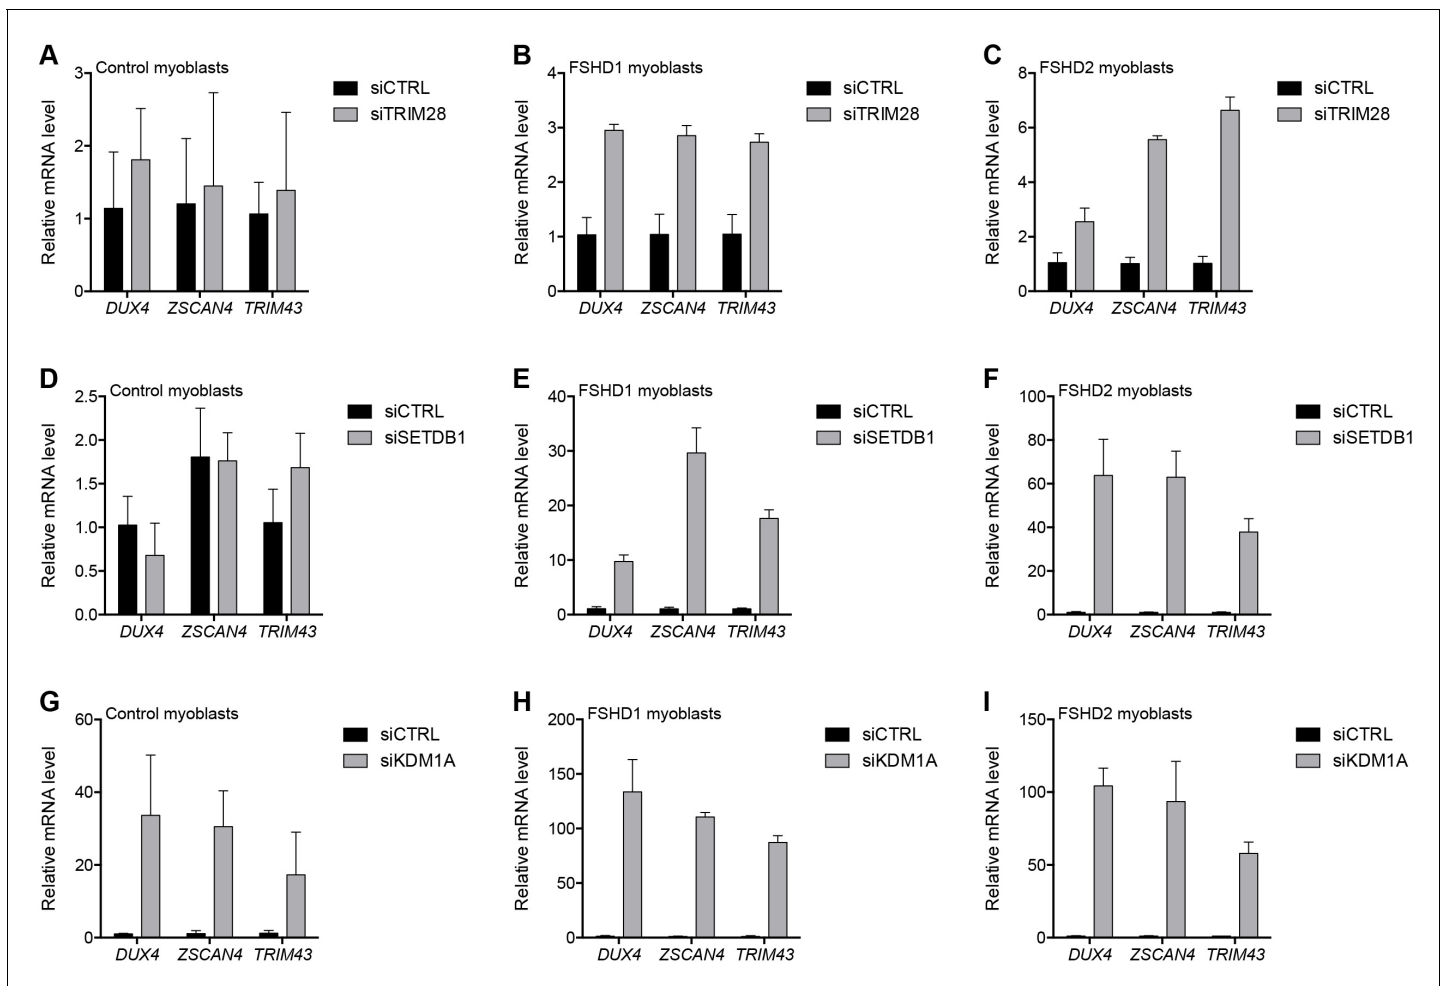 A
Control myoblasts
siCTRL
siTRIM28
Relative mRNA level
3
2
1
0
DUX4 ZSCAN4 TRIM43
B
FSHD1 myoblasts
siCTRL
siTRIM28
Relative mRNA level
4
3
2
1
0
DUX4 ZSCAN4 TRIM43
C
FSHD2 myoblasts
siCTRL
siTRIM28
Relative mRNA level
8
6
4
2
0
DUX4 ZSCAN4 TRIM43
D
Control myoblasts
siCTRL
siSETDB1
Relative mRNA level
2.5
2.0
1.5
1.0
0.5
0.0
DUX4 ZSCAN4 TRIM43
E
FSHD1 myoblasts
siCTRL
siSETDB1
Relative mRNA level
40
30
20
10
0
DUX4 ZSCAN4 TRIM43
F
FSHD2 myoblasts
siCTRL
siSETDB1
Relative mRNA level
100
80
60
40
20
0
DUX4 ZSCAN4 TRIM43
G
Control myoblasts
siCTRL
siKDM1A
Relative mRNA level
60
40
20
0
DUX4 ZSCAN4 TRIM43
H
FSHD1 myoblasts
siCTRL
siKDM1A
Relative mRNA level
200
150
100
50
0
DUX4 ZSCAN4 TRIM43
I
FSHD2 myoblasts
siCTRL
siKDM1A
Relative mRNA level
150
100
50
0
DUX4 ZSCAN4 TRIM43